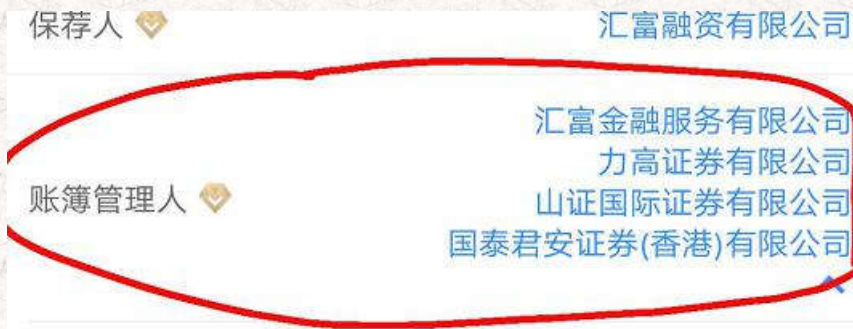 保荐人 汇富融资有限公司
汇富金融服务有限公司
力高证券有限公司
账簿管理人 山证国际证券有限公司
国泰君安证券(香港)有限公司